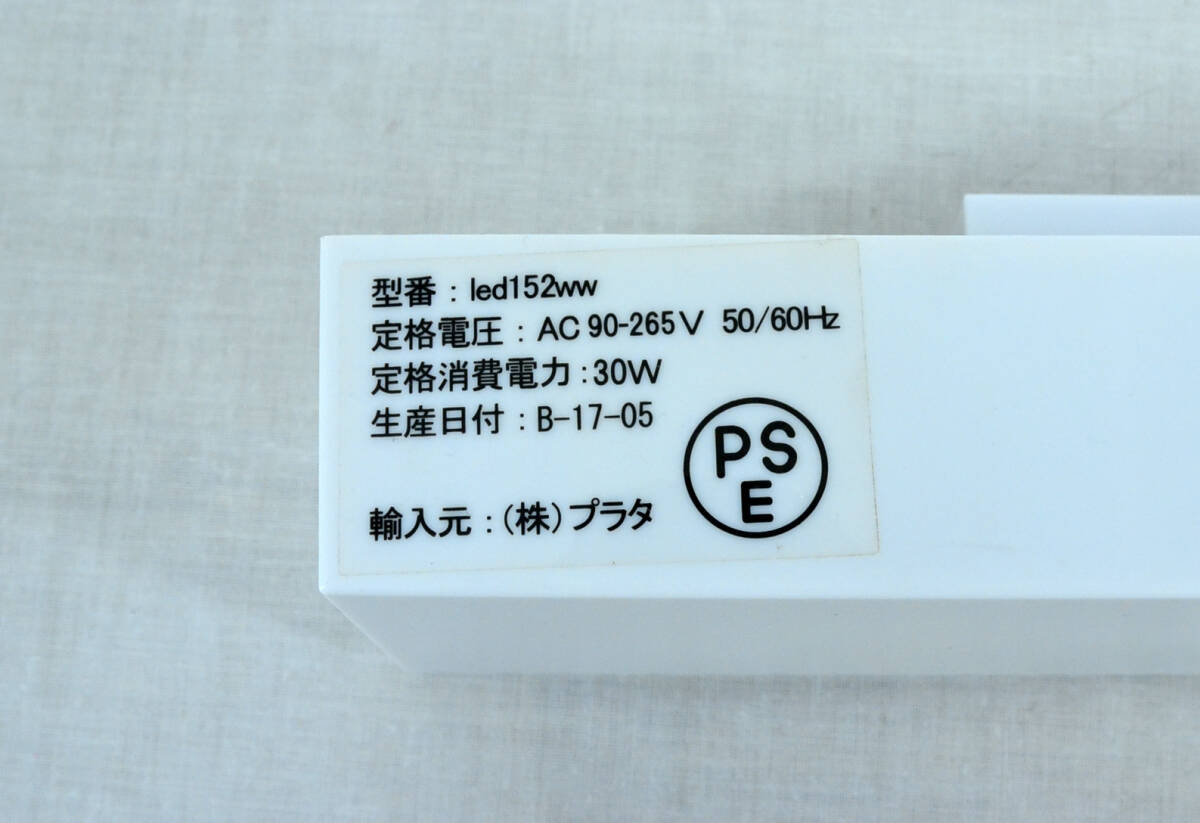 型番：led152ww
定格電圧：AC 90-265V 50/60Hz
定格消費電力：30W
生産日付：B-17-05
PS
E
輸入元：(株)プラタ